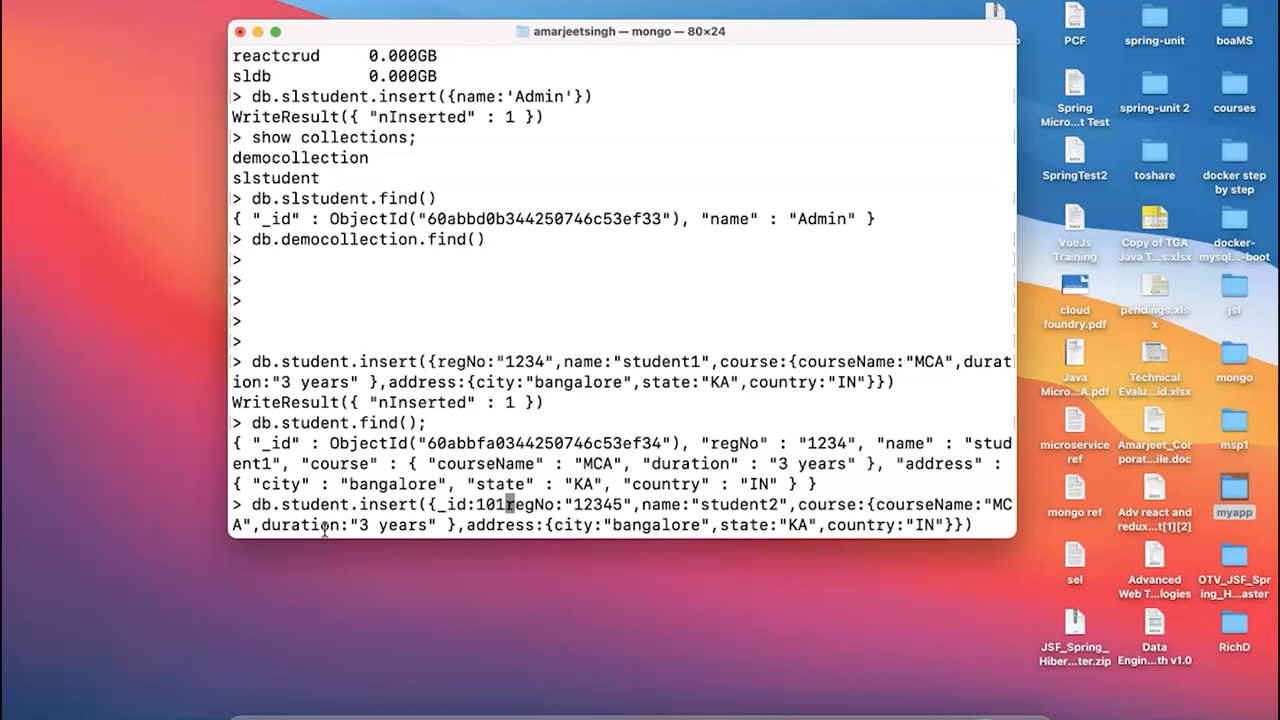 amarjeetsingh — mongo — 80×24
reactcrud     0.000GB
sldb          0.000GB
> db.slstudent.insert({name:'Admin'})
WriteResult({ "nInserted" : 1 })
> show collections;
democollection
slstudent
> db.slstudent.find()
{ "_id" : ObjectId("60abbd0b344250746c53ef33"), "name" : "Admin" }
> db.democollection.find()
>
>
>
>
>
> db.student.insert({regNo:"1234",name:"student1",course:{courseName:"MCA",durat
ion:"3 years" },address:{city:"bangalore",state:"KA",country:"IN"}})
WriteResult({ "nInserted" : 1 })
> db.student.find();
{ "_id" : ObjectId("60abbfa0344250746c53ef34"), "regNo" : "1234", "name" : "stud
ent1", "course" : { "courseName" : "MCA", "duration" : "3 years" }, "address" :
{ "city" : "bangalore", "state" : "KA", "country" : "IN" } }
> db.student.insert({_id:101regNo:"12345",name:"student2",course:{courseName:"MC
A",duration:"3 years" },address:{city:"bangalore",state:"KA",country:"IN"}})
PCF
spring-unit
boaMS
Spring
Micro...t Test
spring-unit 2
courses
SpringTest2
toshare
docker step
by step
VueJs
Training
Copy of TGA
Java T...s.xlsx
docker-
mysql...-boot
cloud
foundry.pdf
pendings.xls
x
jsf
Java
Micro...A.pdf
Technical
Evalu...id.xlsx
mongo
microservice
ref
Amarjeet_Cor
porat...ile.doc
msp1
mongo ref
Adv react and
redux...t[1][2]
myapp
sel
Advanced
Web T...logies
OTV_JSF_Spr
ing_H...aster
JSF_Spring_
Hiber...ter.zip
Data
Engin...th v1.0
RichD